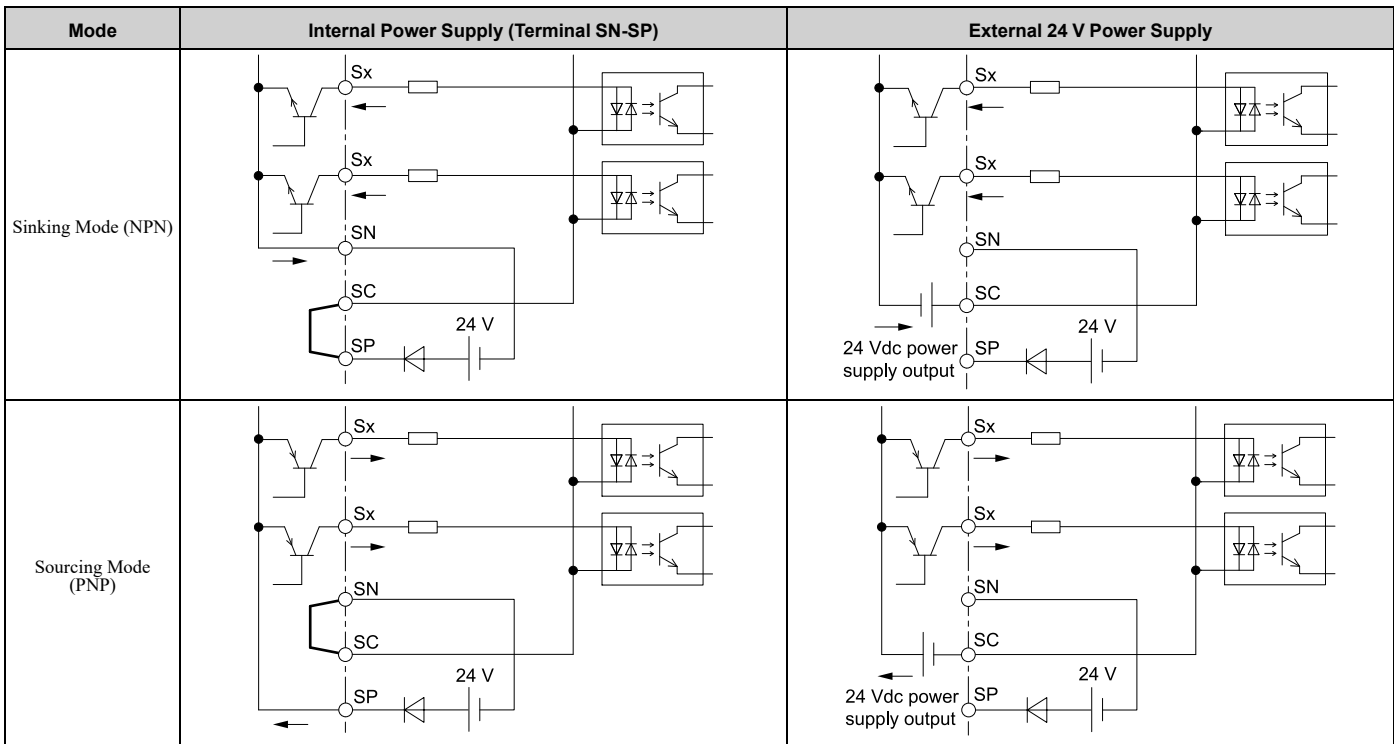 Mode
Internal Power Supply (Terminal SN-SP)
External 24 V Power Supply
Sinking Mode (NPN)
Sx
Sx
SN
SC
24 V
SP
Sx
Sx
SN
SC
24 V
24 Vdc power
supply output
SP
Sourcing Mode
(PNP)
Sx
Sx
SN
SC
24 V
SP
Sx
Sx
SN
SC
24 V
24 Vdc power
supply output
SP